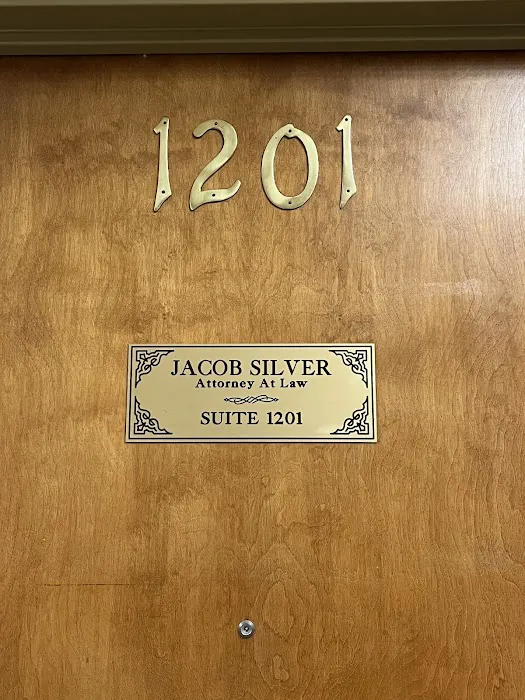 1201
JACOB SILVER
Attorney At Law
SUITE 1201